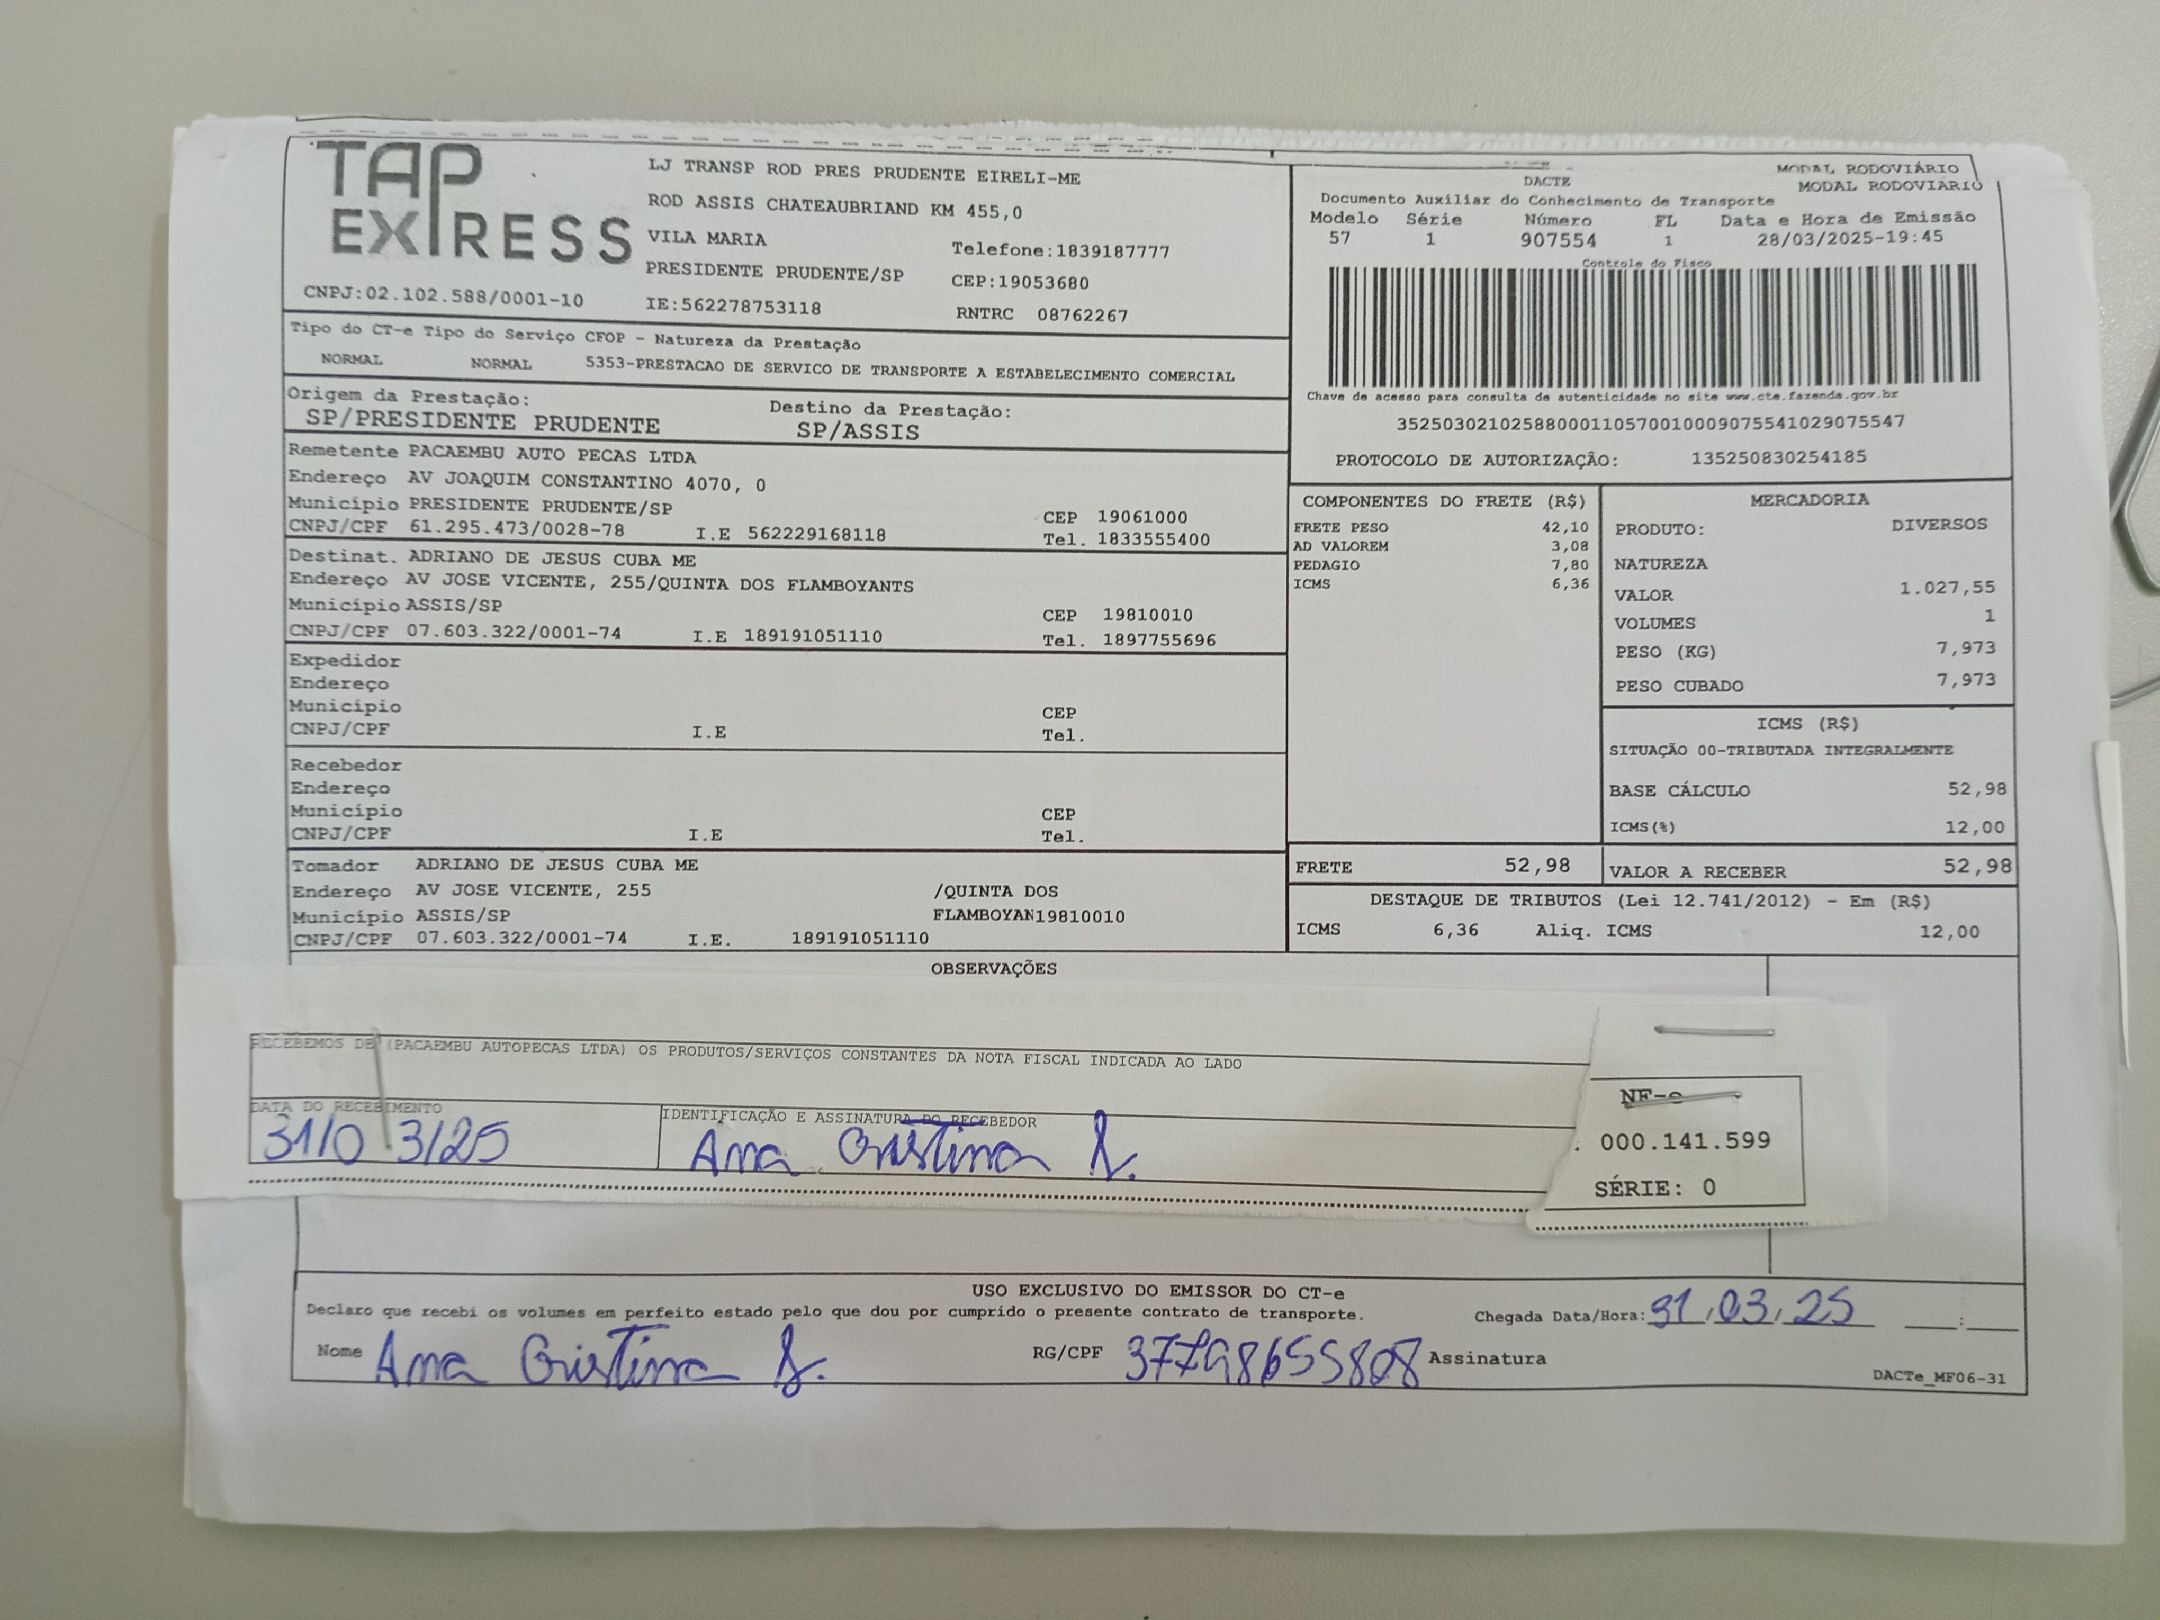 TAP EXPRESS
LJ TRANSP ROD PRES PRUDENTE EIRELI-ME
ROD ASSIS CHATEAUBRIAND KM 455,0
VILA MARIA Telefone:1839187777
PRESIDENTE PRUDENTE/SP CEP:19053680
CNPJ:02.102.588/0001-10 IE:562278753118 RNTRC 08762267
MODAL RODOVIÁRIO
DACTE MODAL RODOVIÁRIO
Documento Auxiliar do Conhecimento de Transporte
Modelo Série Número FL Data e Hora de Emissão
57 1 907554 1 28/03/2025-19:45
Controle do Fisco
Chave de acesso para consulta de autenticidade no site www.cte.fazenda.gov.br
35250302102588000110570010009075541029075547
PROTOCOLO DE AUTORIZAÇÃO: 135250830254185
Tipo do CT-e Tipo do Serviço CFOP - Natureza da Prestação
NORMAL NORMAL 5353-PRESTACAO DE SERVICO DE TRANSPORTE A ESTABELECIMENTO COMERCIAL
Origem da Prestação: Destino da Prestação:
SP/PRESIDENTE PRUDENTE SP/ASSIS
Remetente PACAEMBU AUTO PECAS LTDA
Endereço AV JOAQUIM CONSTANTINO 4070, 0
Município PRESIDENTE PRUDENTE/SP CEP 19061000
CNPJ/CPF 61.295.473/0028-78 I.E 562229168118 Tel. 1833555400
Destinat. ADRIANO DE JESUS CUBA ME
Endereço AV JOSE VICENTE, 255/QUINTA DOS FLAMBOYANTS
Município ASSIS/SP CEP 19810010
CNPJ/CPF 07.603.322/0001-74 I.E 189191051110 Tel. 1897755696
Expedidor
Endereço
Município CEP
CNPJ/CPF I.E Tel.
Recebedor
Endereço
Município CEP
CNPJ/CPF I.E Tel.
Tomador ADRIANO DE JESUS CUBA ME
Endereço AV JOSE VICENTE, 255 /QUINTA DOS
Município ASSIS/SP FLAMBOYAN19810010
CNPJ/CPF 07.603.322/0001-74 I.E. 189191051110
COMPONENTES DO FRETE (R$)
FRETE PESO 42,10
AD VALOREM 3,08
PEDAGIO 7,80
ICMS 6,36
MERCADORIA
PRODUTO: DIVERSOS
NATUREZA
VALOR 1.027,55
VOLUMES 1
PESO (KG) 7,973
PESO CUBADO 7,973
ICMS (R$)
SITUAÇÃO 00-TRIBUTADA INTEGRALMENTE
BASE CÁLCULO 52,98
ICMS(%) 12,00
FRETE 52,98 VALOR A RECEBER 52,98
DESTAQUE DE TRIBUTOS (Lei 12.741/2012) - Em (R$)
ICMS 6,36 Aliq. ICMS 12,00
OBSERVAÇÕES
RECEBEMOS DE (PACAEMBU AUTOPECAS LTDA) OS PRODUTOS/SERVIÇOS CONSTANTES DA NOTA FISCAL INDICADA AO LADO
DATA DO RECEBIMENTO IDENTIFICAÇÃO E ASSINATURA DO RECEBEDOR
31/03/25 Ana Cristina S.
NF-e
000.141.599
SÉRIE: 0
USO EXCLUSIVO DO EMISSOR DO CT-e
Declaro que recebi os volumes em perfeito estado pelo que dou por cumprido o presente contrato de transporte. Chegada Data/Hora: 31/03/25 __:__
Nome Ana Cristina S. RG/CPF 37798655808 Assinatura
DACTe_MF06-31